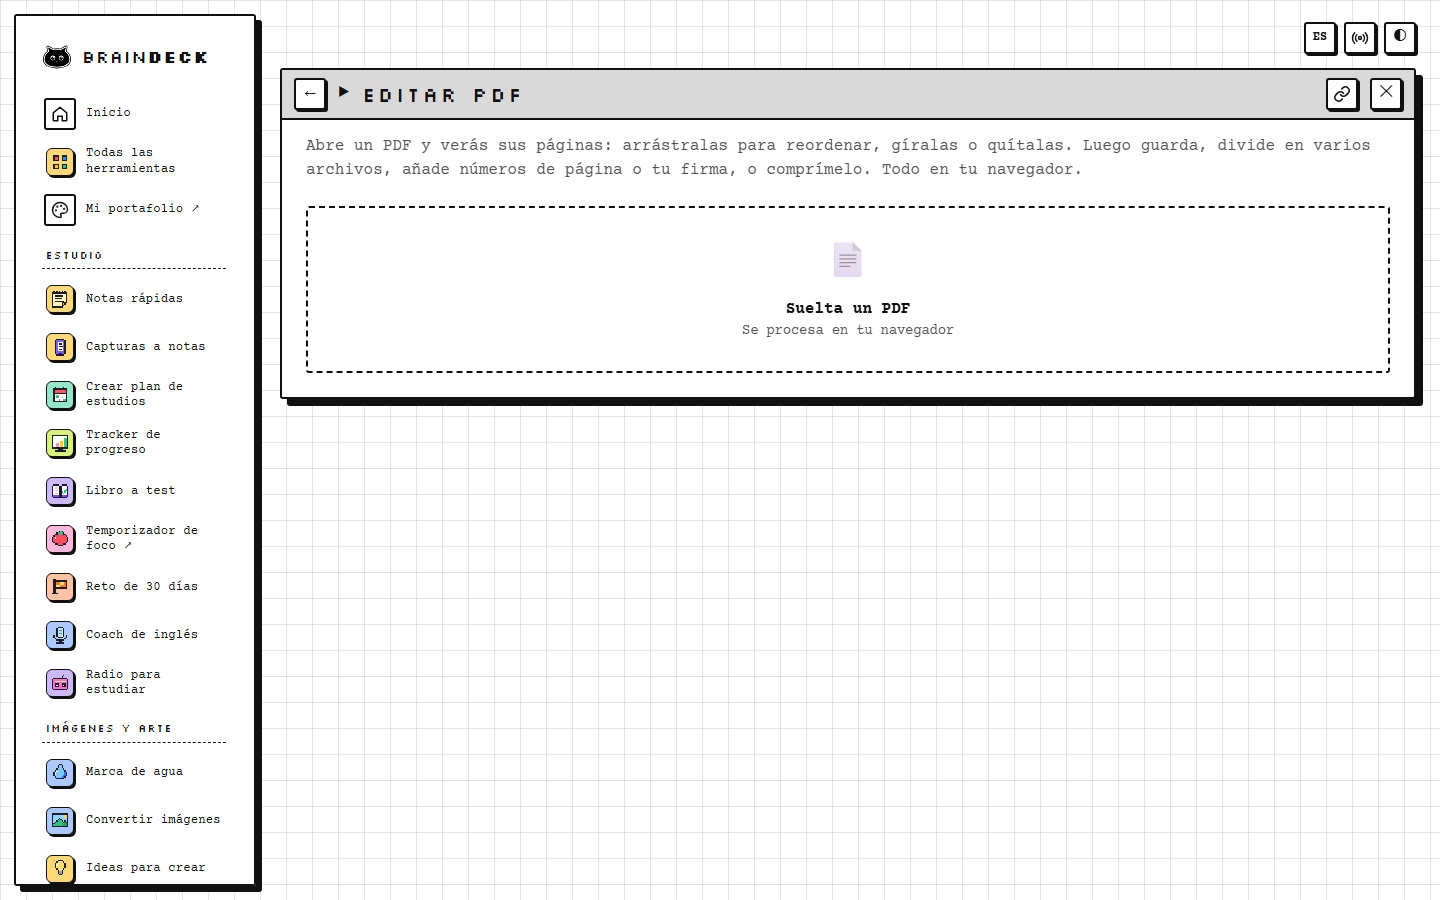 BRAINDECK
Inicio
Todas las
herramientas
Mi portafolio ↗
ESTUDIO
Notas rápidas
Capturas a notas
Crear plan de
estudios
Tracker de
progreso
Libro a test
Temporizador de
foco ↗
Reto de 30 días
Coach de inglés
Radio para
estudiar
IMÁGENES Y ARTE
Marca de agua
Convertir imágenes
Ideas para crear
ES
EDITAR PDF
Abre un PDF y verás sus páginas: arrástralas para reordenar, gíralas o quítalas. Luego guarda, divide en varios
archivos, añade números de página o tu firma, o comprímelo. Todo en tu navegador.
Suelta un PDF
Se procesa en tu navegador